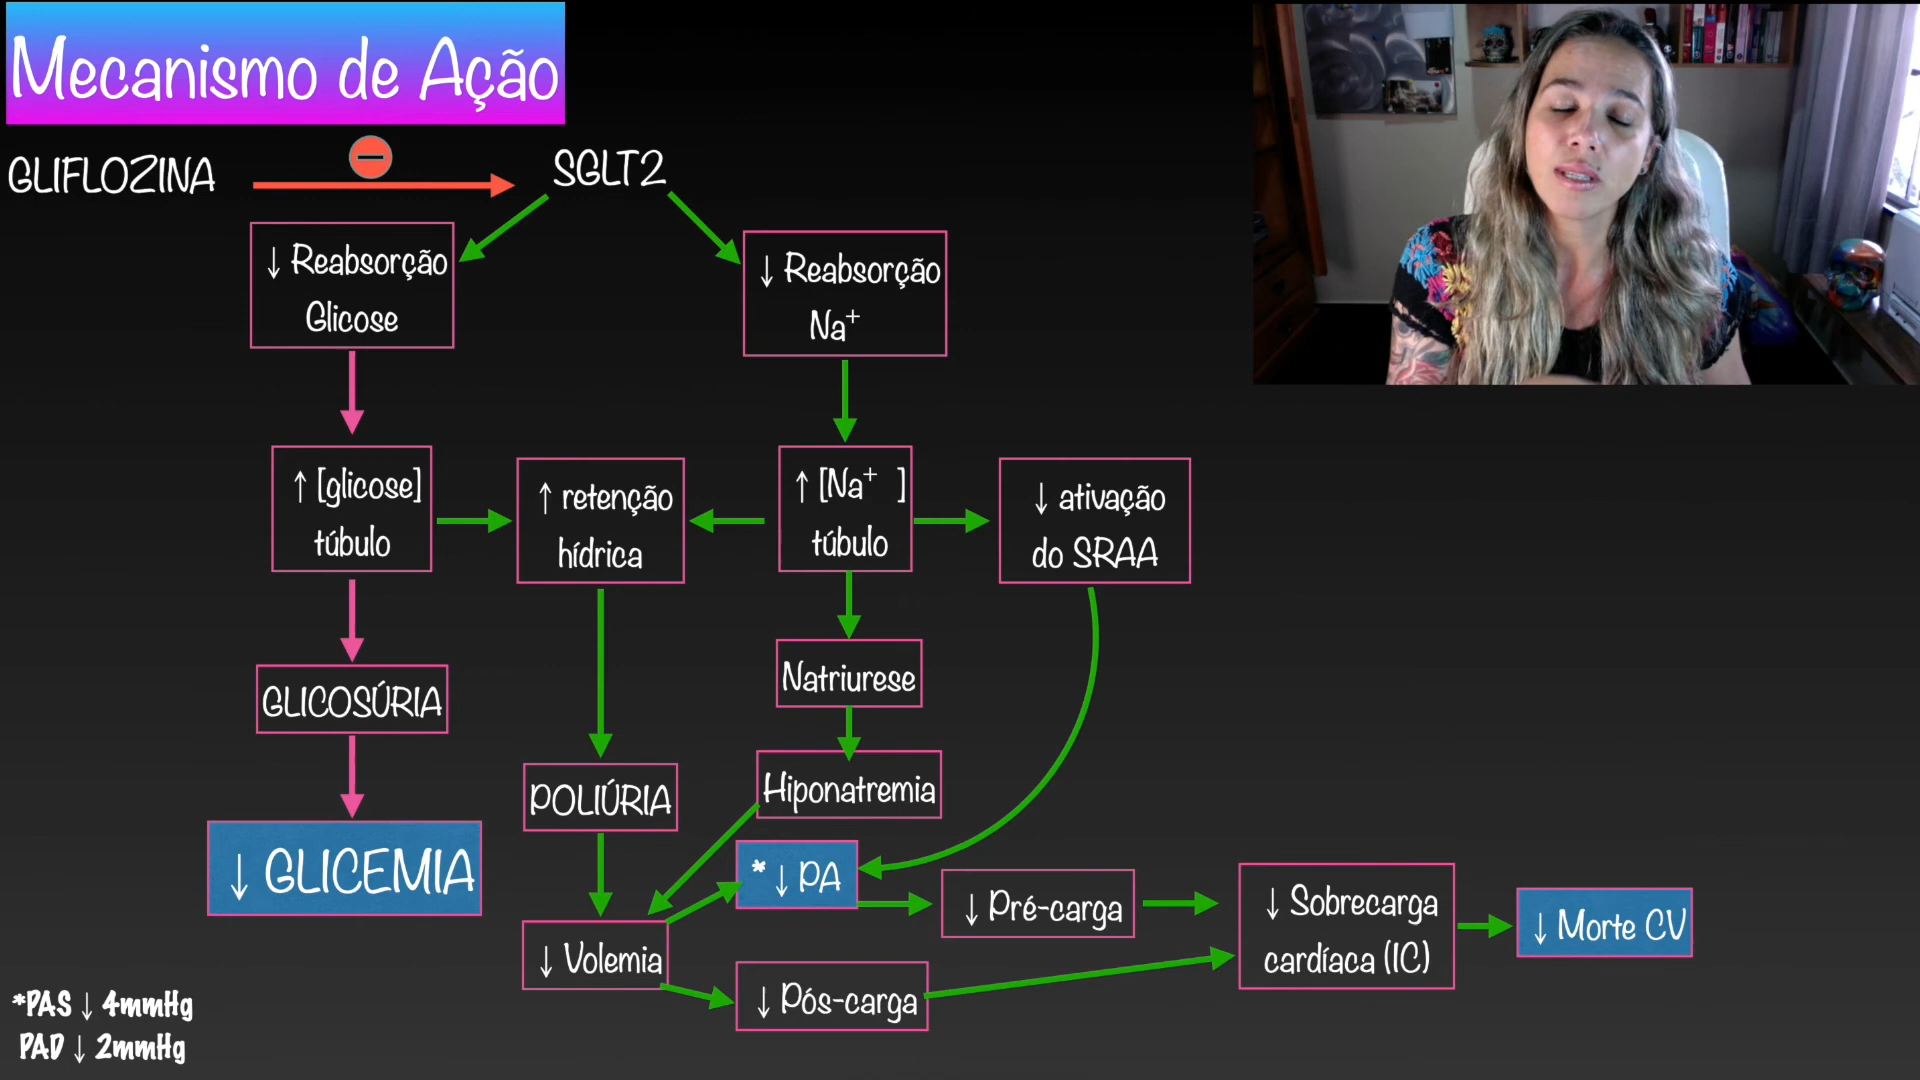 Mecanismo de Ação
GLIFLOZINA
SGLT2
↓ Reabsorção
Glicose
↓ Reabsorção
Na⁺
↑ [glicose]
túbulo
↑ retenção
hídrica
↑ [Na⁺ ]
túbulo
↓ ativação
do SRAA
GLICOSÚRIA
Natriurese
POLIÚRIA
Hiponatremia
↓ GLICEMIA
* ↓ PA
↓ Pré-carga
↓ Sobrecarga
cardíaca (IC)
↓ Morte CV
↓ Volemia
↓ Pós-carga
*PAS ↓ 4mmHg
PAD ↓ 2mmHg